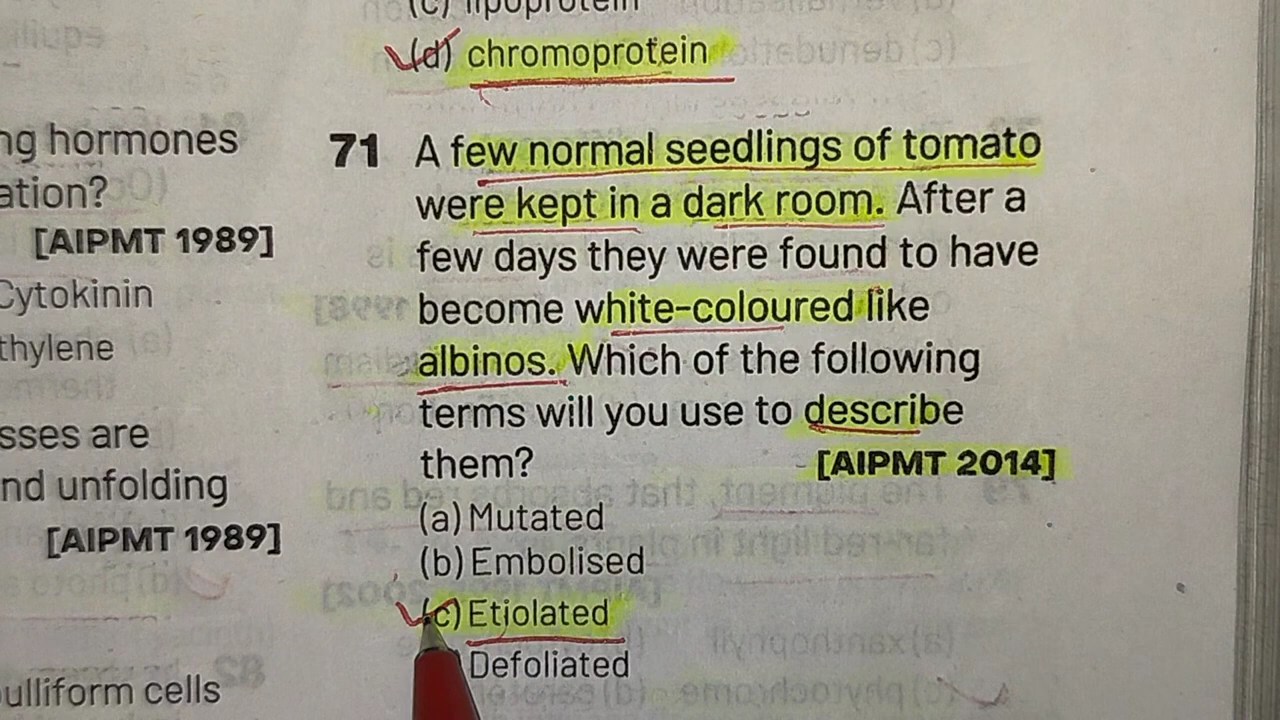 (c) lipoprotein
(d) chromoprotein
ng hormones
ation?
[AIPMT 1989]
Cytokinin
thylene
sses are
nd unfolding
[AIPMT 1989]
ulliform cells
71 A few normal seedlings of tomato
were kept in a dark room. After a
few days they were found to have
become white-coloured like
albinos. Which of the following
terms will you use to describe
them? [AIPMT 2014]
(a) Mutated
(b) Embolised
(c) Etiolated
Defoliated